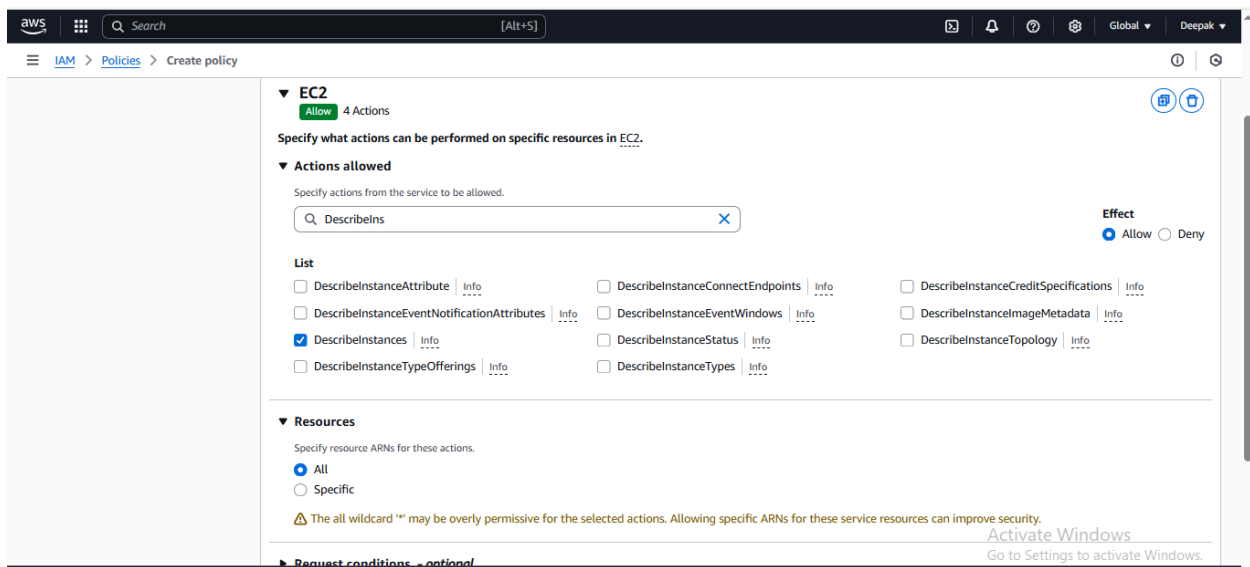 aws Search [Alt+S] Global Deepak
IAM > Policies > Create policy
EC2
Allow 4 Actions
Specify what actions can be performed on specific resources in EC2.
Actions allowed
Specify actions from the service to be allowed.
DescribeIns
Effect
Allow Deny
List
DescribeInstanceAttribute Info DescribeInstanceConnectEndpoints Info DescribeInstanceCreditSpecifications Info
DescribeInstanceEventNotificationAttributes Info DescribeInstanceEventWindows Info DescribeInstanceImageMetadata Info
DescribeInstances Info DescribeInstanceStatus Info DescribeInstanceTopology Info
DescribeInstanceTypeOfferings Info DescribeInstanceTypes Info
Resources
Specify resource ARNs for these actions.
All
Specific
The all wildcard '*' may be overly permissive for the selected actions. Allowing specific ARNs for these service resources can improve security.
Activate Windows
Go to Settings to activate Windows.
Request conditions - optional